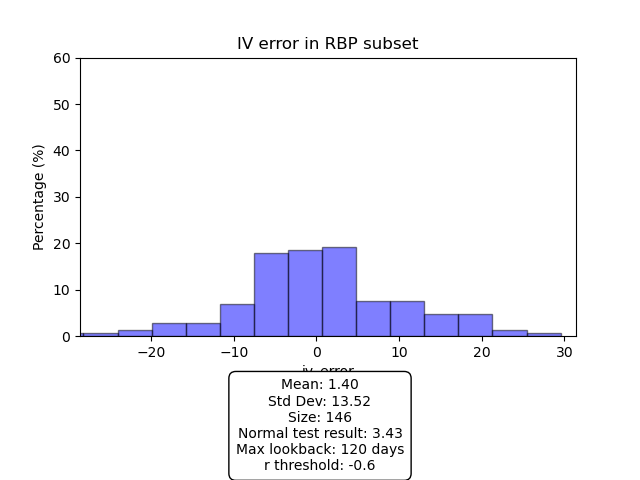 IV error in RBP subset
60
50
40
30
20
10
0
Percentage (%)
−20
−10
0
10
20
30
iv_error
Mean: 1.40
Std Dev: 13.52
Size: 146
Normal test result: 3.43
Max lookback: 120 days
r threshold: -0.6